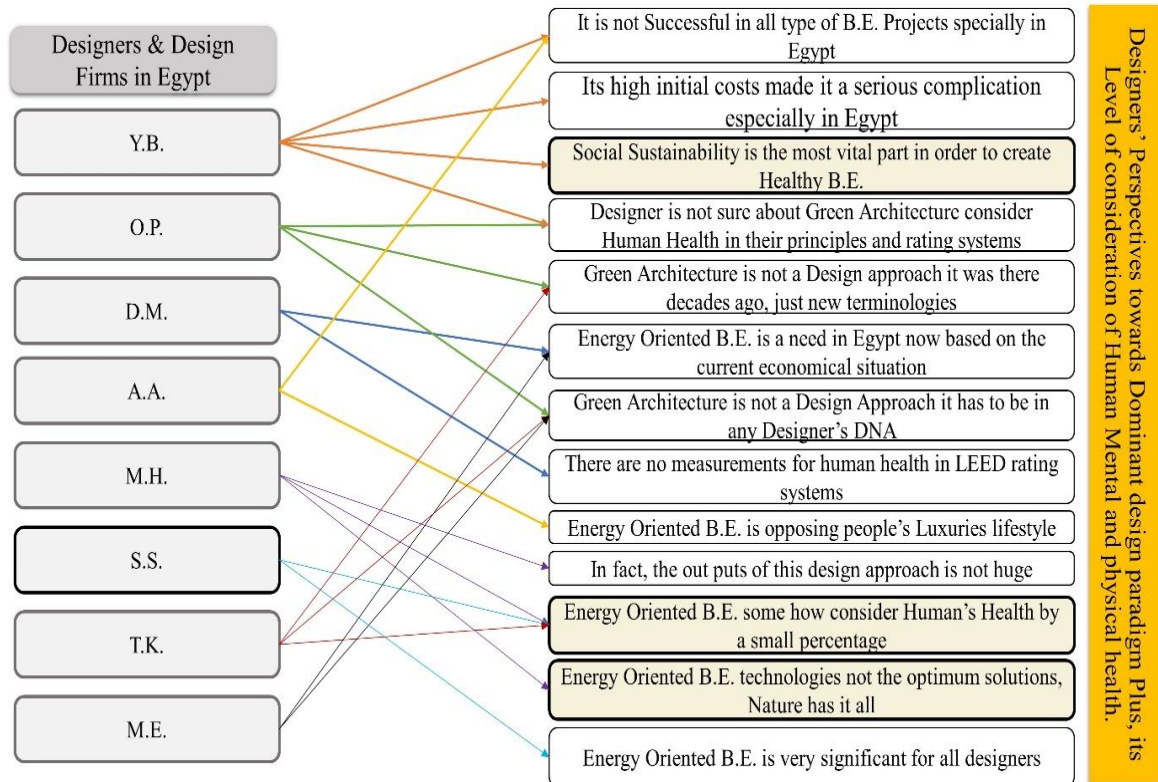 Designers & Design
Firms in Egypt
Y.B.
O.P.
D.M.
A.A.
M.H.
S.S.
T.K.
M.E.
It is not Successful in all type of B.E. Projects specially in
Egypt
Its high initial costs made it a serious complication
especially in Egypt
Social Sustainability is the most vital part in order to create
Healthy B.E.
Designer is not sure about Green Architecture consider
Human Health in their principles and rating systems
Green Architecture is not a Design approach it was there
decades ago, just new terminologies
Energy Oriented B.E. is a need in Egypt now based on the
current economical situation
Green Architecture is not a Design Approach it has to be in
any Designer’s DNA
There are no measurements for human health in LEED rating
systems
Energy Oriented B.E. is opposing people’s Luxuries lifestyle
In fact, the out puts of this design approach is not huge
Energy Oriented B.E. some how consider Human’s Health by
a small percentage
Energy Oriented B.E. technologies not the optimum solutions,
Nature has it all
Energy Oriented B.E. is very significant for all designers
Designers’ Perspectives towards Dominant design paradigm Plus, its
Level of consideration of Human Mental and physical health.